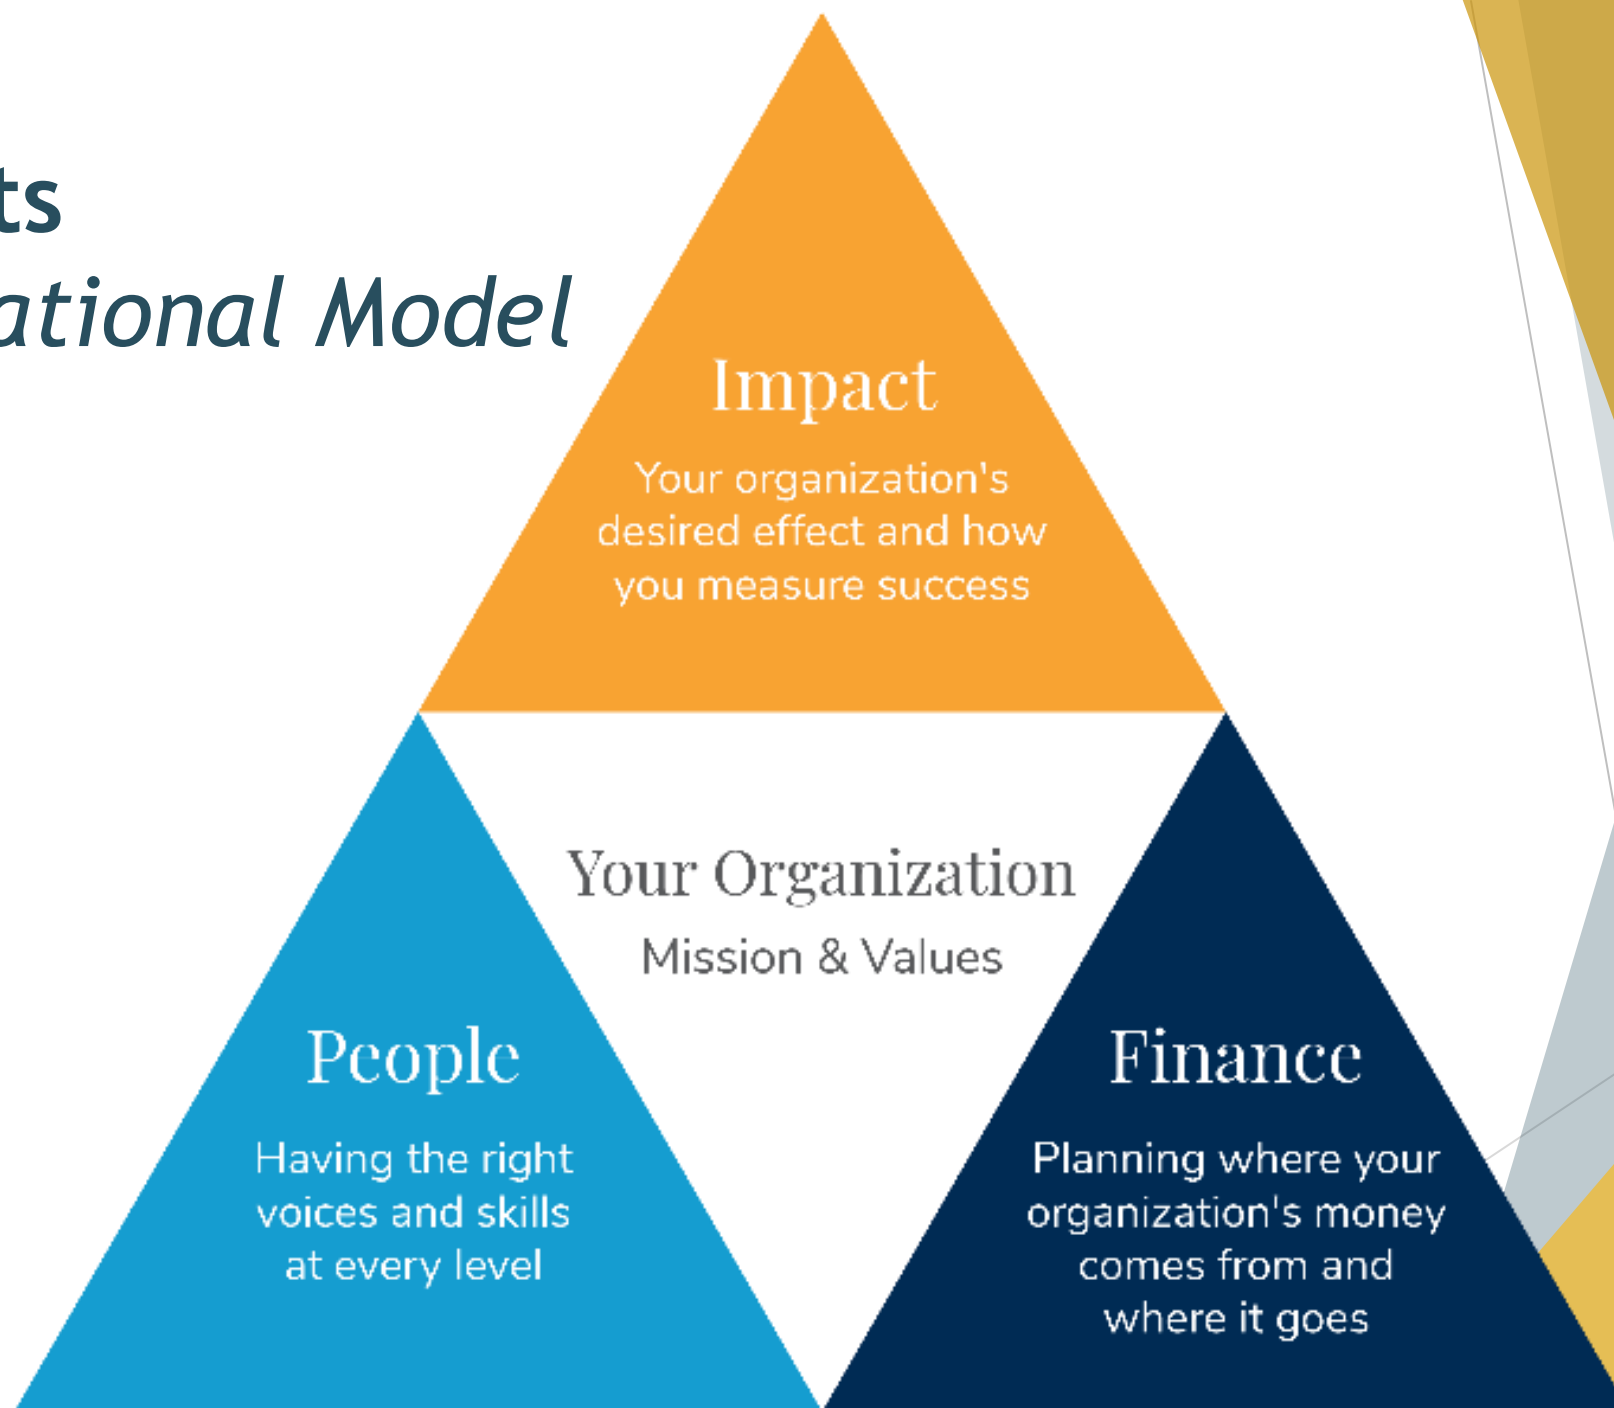 ts
ational Model
Impact
Your organization's
desired effect and how
you measure success
Your Organization
Mission & Values
People
Having the right
voices and skills
at every level
Finance
Planning where your
organization's money
comes from and
where it goes